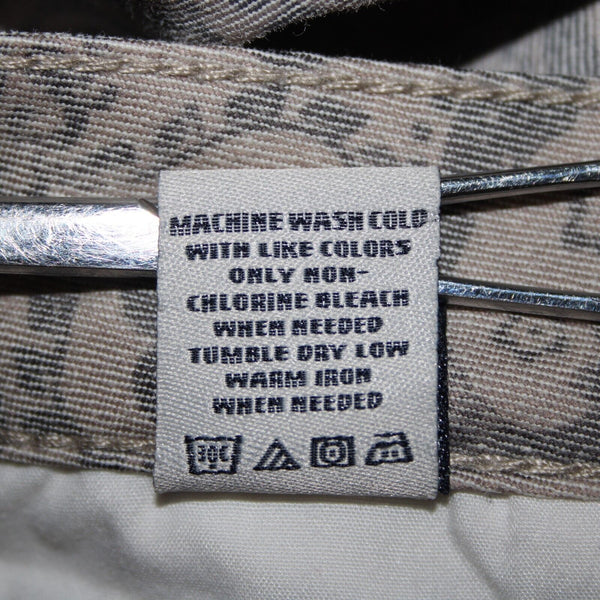 MACHINE WASH COLD
WITH LIKE COLORS
ONLY NON-
CHLORINE BLEACH
WHEN NEEDED
TUMBLE DRY LOW
WARM IRON
WHEN NEEDED
30C